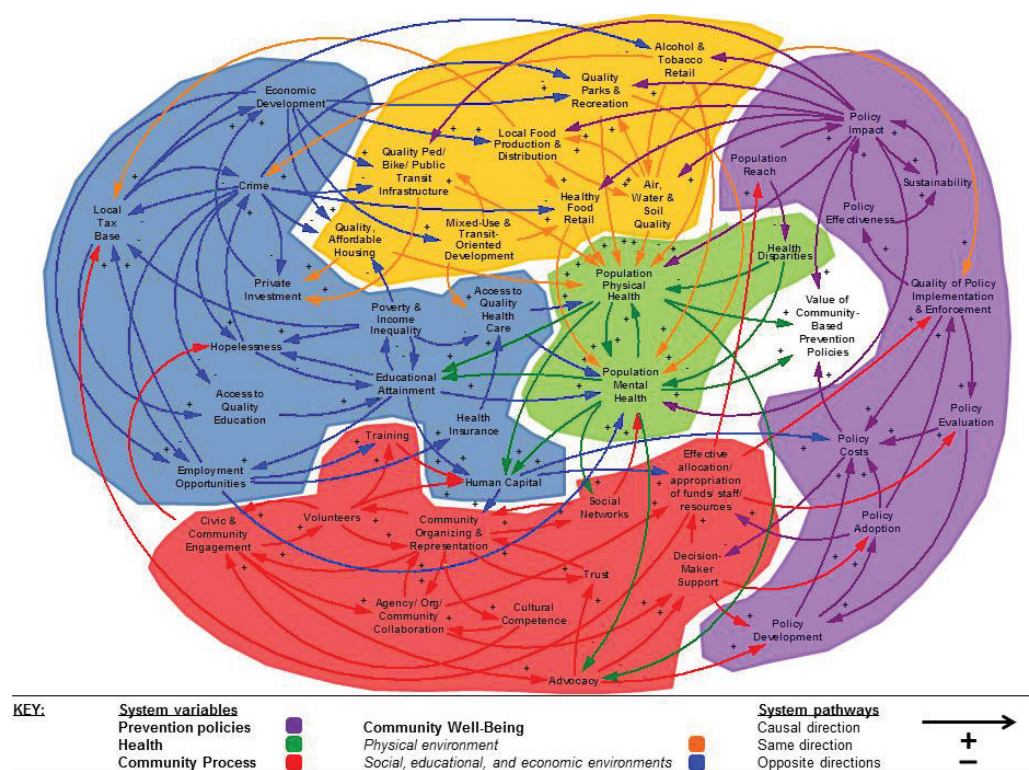 Alcohol &
Tobacco
Retail
Economic
Development
Quality
Parks &
Recreation
Policy
Impact
Local Food
Production &
Distribution
Quality Ped/
Bike/ Public
Transit
Infrastructure
Population
Reach
Sustainability
Crime
Healthy
Food
Retail
Air,
Water &
Soil
Quality
Policy
Effectiveness
Local
Tax
Base
Quality,
Affordable
Housing
Mixed-Use &
Transit-
Oriented
Development
Health
Disparities
Private
Investment
Population
Physical
Health
Quality of Policy
Implementation
& Enforcement
Access to
Quality
Health
Care
Poverty &
Income
Inequality
Value of
Community-
Based
Prevention
Policies
Hopelessness
Educational
Attainment
Population
Mental
Health
Access to
Quality
Education
Health
Insurance
Policy
Evaluation
Training
Policy
Costs
Employment
Opportunities
Human Capital
Effective
allocation/
appropriation
of funds/ staff/
resources
Social
Networks
Civic &
Community
Engagement
Volunteers
Community
Organizing &
Representation
Policy
Adoption
Decision-
Maker
Support
Trust
Agency/ Org/
Community
Collaboration
Cultural
Competence
Policy
Development
Advocacy
KEY:
System variables
Prevention policies
Health
Community Process
Community Well-Being
Physical environment
Social, educational, and economic environments
System pathways
Causal direction
Same direction +
Opposite directions −